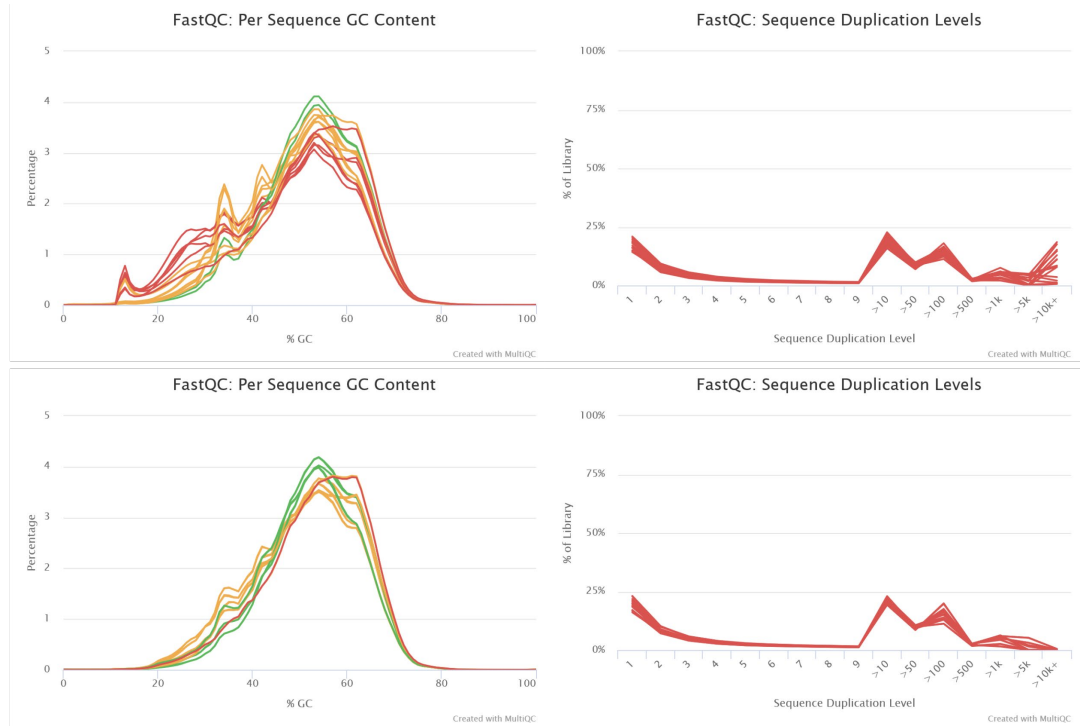 FastQC: Per Sequence GC Content
5
4
3
2
1
0
Percentage
0
20
40
60
80
100
% GC
Created with MultiQC
FastQC: Sequence Duplication Levels
100%
75%
50%
25%
0%
% of Library
1
2
3
4
5
6
7
8
9
>10
>50
>100
>500
>1k
>5k
>10k+
Sequence Duplication Level
Created with MultiQC
FastQC: Per Sequence GC Content
5
4
3
2
1
0
Percentage
0
20
40
60
80
100
% GC
Created with MultiQC
FastQC: Sequence Duplication Levels
100%
75%
50%
25%
0%
% of Library
1
2
3
4
5
6
7
8
9
>10
>50
>100
>500
>1k
>5k
>10k+
Sequence Duplication Level
Created with MultiQC